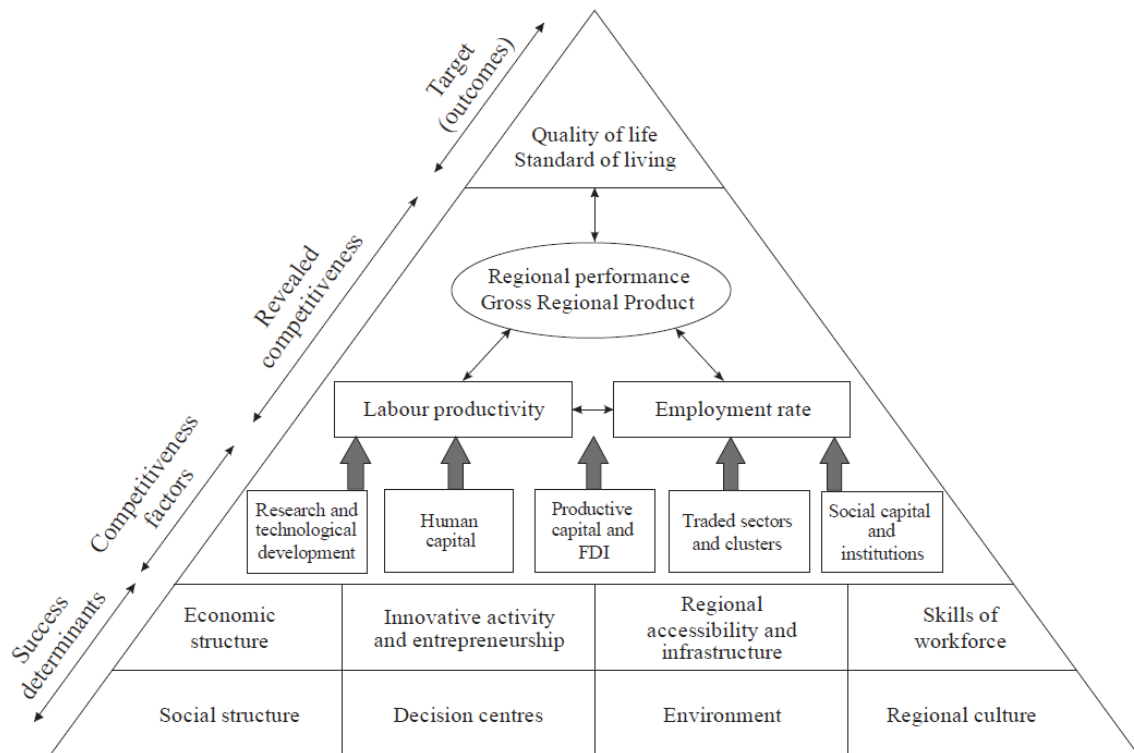 Target
(outcomes)
Quality of life
Standard of living
Revealed
competitiveness
Regional performance
Gross Regional Product
Labour productivity
Employment rate
Competitiveness
factors
Research and
technological
development
Human
capital
Productive
capital and
FDI
Traded sectors
and clusters
Social capital
and
institutions
Success
determinants
Economic
structure
Innovative activity
and entrepreneurship
Regional
accessibility and
infrastructure
Skills of
workforce
Social structure
Decision centres
Environment
Regional culture